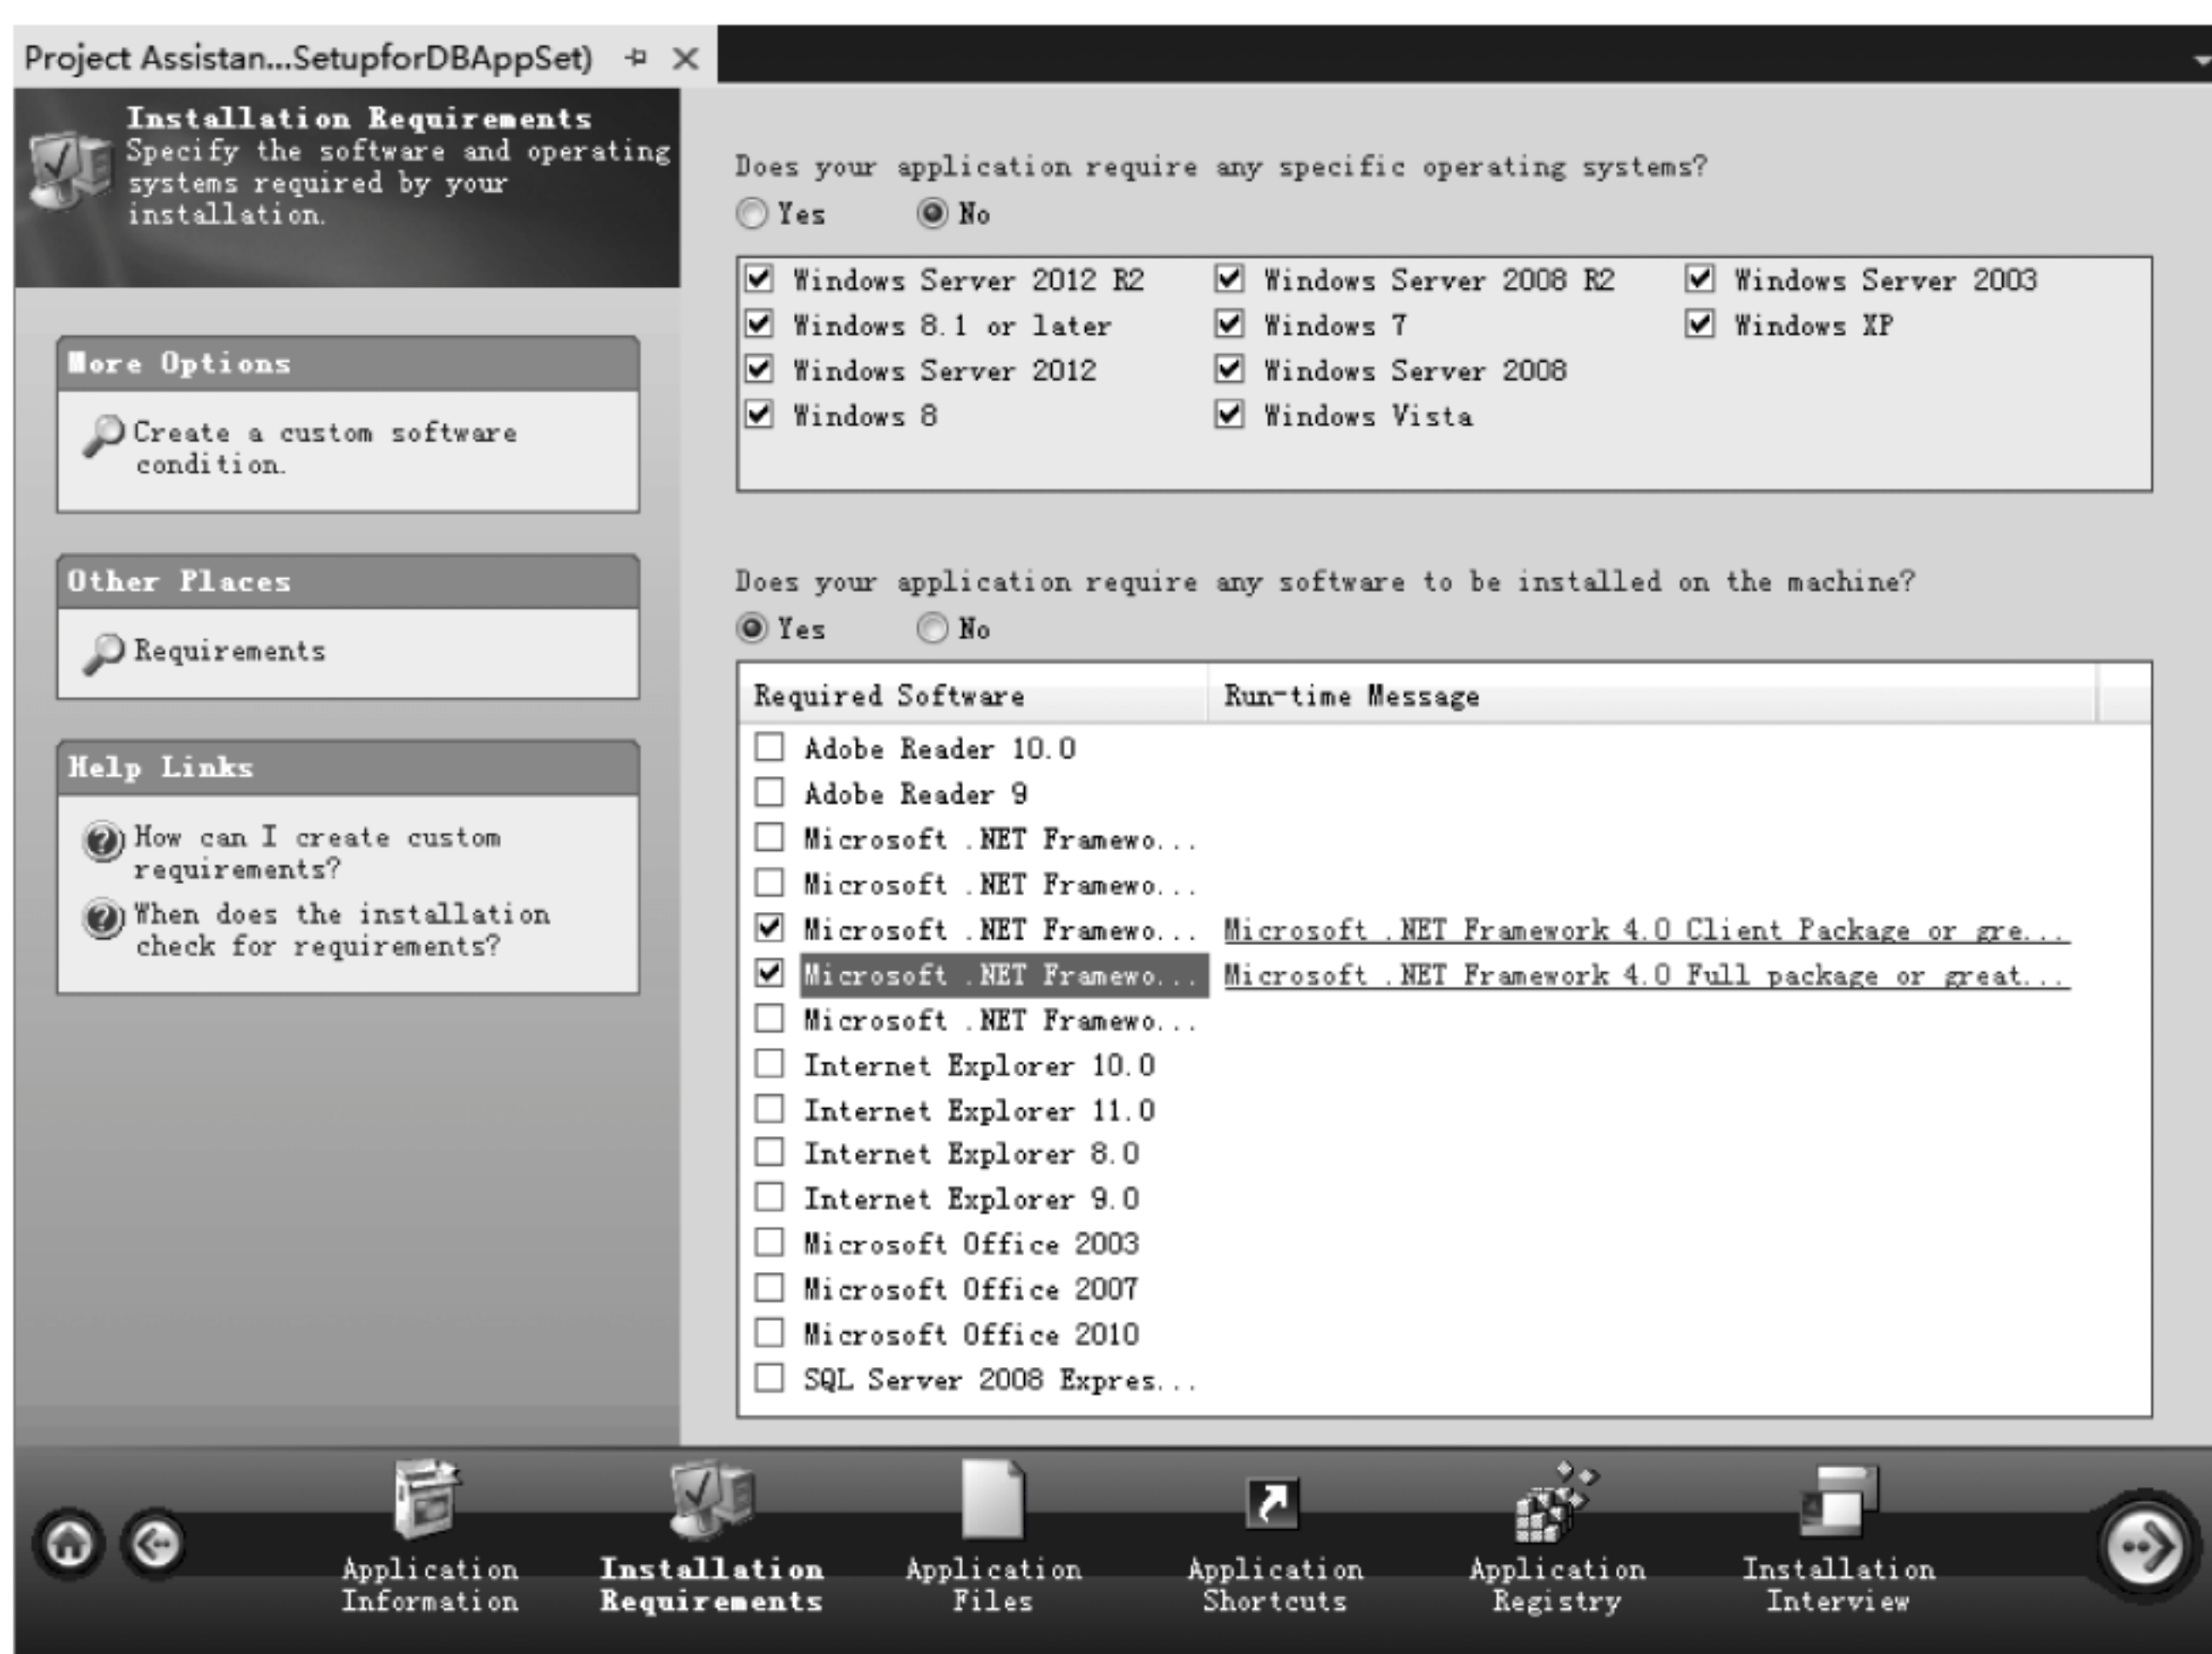 Project Assistan...SetupforDBAppSet)
Installation Requirements
Specify the software and operating
systems required by your
installation.
More Options
Create a custom software
condition.
Other Places
Requirements
Help Links
How can I create custom
requirements?
When does the installation
check for requirements?
Does your application require any specific operating systems?
Yes No
Windows Server 2012 R2 Windows Server 2008 R2 Windows Server 2003
Windows 8.1 or later Windows 7 Windows XP
Windows Server 2012 Windows Server 2008
Windows 8 Windows Vista
Does your application require any software to be installed on the machine?
Yes No
Required Software Run-time Message
Adobe Reader 10.0
Adobe Reader 9
Microsoft .NET Framewo...
Microsoft .NET Framewo...
Microsoft .NET Framewo... Microsoft .NET Framework 4.0 Client Package or gre...
Microsoft .NET Framewo... Microsoft .NET Framework 4.0 Full package or great...
Microsoft .NET Framewo...
Internet Explorer 10.0
Internet Explorer 11.0
Internet Explorer 8.0
Internet Explorer 9.0
Microsoft Office 2003
Microsoft Office 2007
Microsoft Office 2010
SQL Server 2008 Expres...
Application
Information
Installation
Requirements
Application
Files
Application
Shortcuts
Application
Registry
Installation
Interview